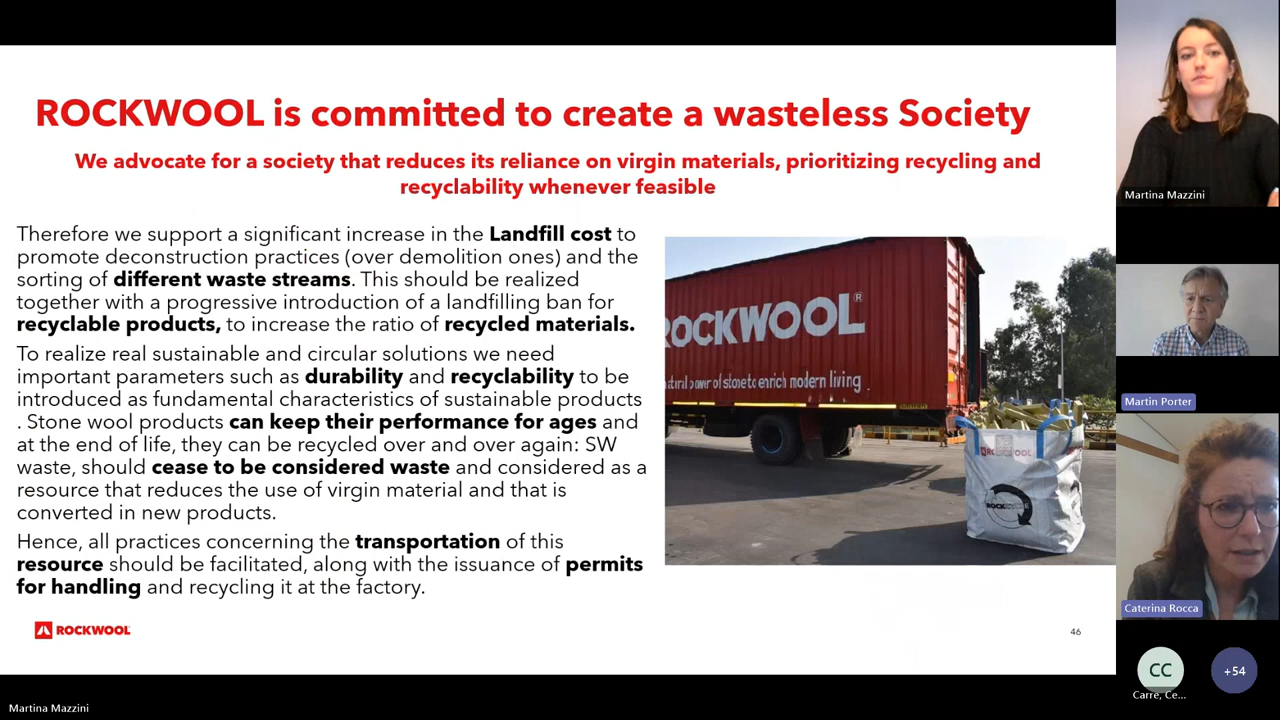 ROCKWOOL is committed to create a wasteless Society
We advocate for a society that reduces its reliance on virgin materials, prioritizing recycling and
recyclability whenever feasible
Therefore we support a significant increase in the Landfill cost to
promote deconstruction practices (over demolition ones) and the
sorting of different waste streams. This should be realized
together with a progressive introduction of a landfilling ban for
recyclable products, to increase the ratio of recycled materials.
To realize real sustainable and circular solutions we need
important parameters such as durability and recyclability to be
introduced as fundamental characteristics of sustainable products
. Stone wool products can keep their performance for ages and
at the end of life, they can be recycled over and over again: SW
waste, should cease to be considered waste and considered as a
resource that reduces the use of virgin material and that is
converted in new products.
Hence, all practices concerning the transportation of this
resource should be facilitated, along with the issuance of permits
for handling and recycling it at the factory.
ROCKWOOL®
natural power of stone to enrich modern living
ROCKWOOL
46
Martina Mazzini
Martin Porter
Caterina Rocca
CC
+54
Carre, Ce...
Martina Mazzini